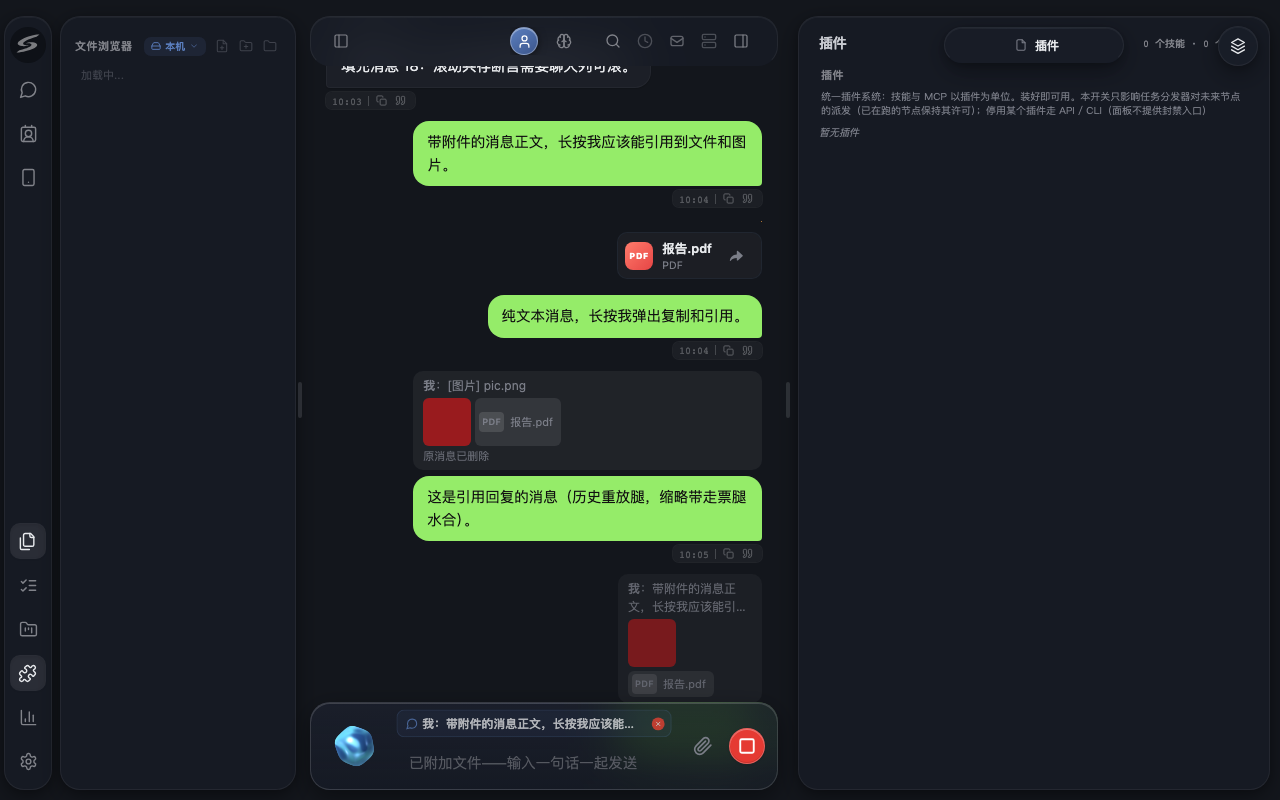 文件浏览器
本机
加载中...
填充消息 18：滚动共存断言需要聊天列可滚。
10:03
带附件的消息正文，长按我应该能引用到文件和图
片。
10:04
PDF
报告.pdf
PDF
纯文本消息，长按我弹出复制和引用。
10:04
我：[图片] pic.png
PDF
报告.pdf
原消息已删除
这是引用回复的消息（历史重放腿，缩略带走票腿
水合）。
10:05
我：带附件的消息正
文，长按我应该能引...
PDF
报告.pdf
我：带附件的消息正文，长按我应该能...
已附加文件——输入一句话一起发送
插件
插件
0 个技能 · 0
插件
统一插件系统：技能与 MCP 以插件为单位。装好即可用。本开关只影响任务分发器对未来节点
的派发（已在跑的节点保持其许可）；停用某个插件走 API / CLI（面板不提供封禁入口）
暂无插件